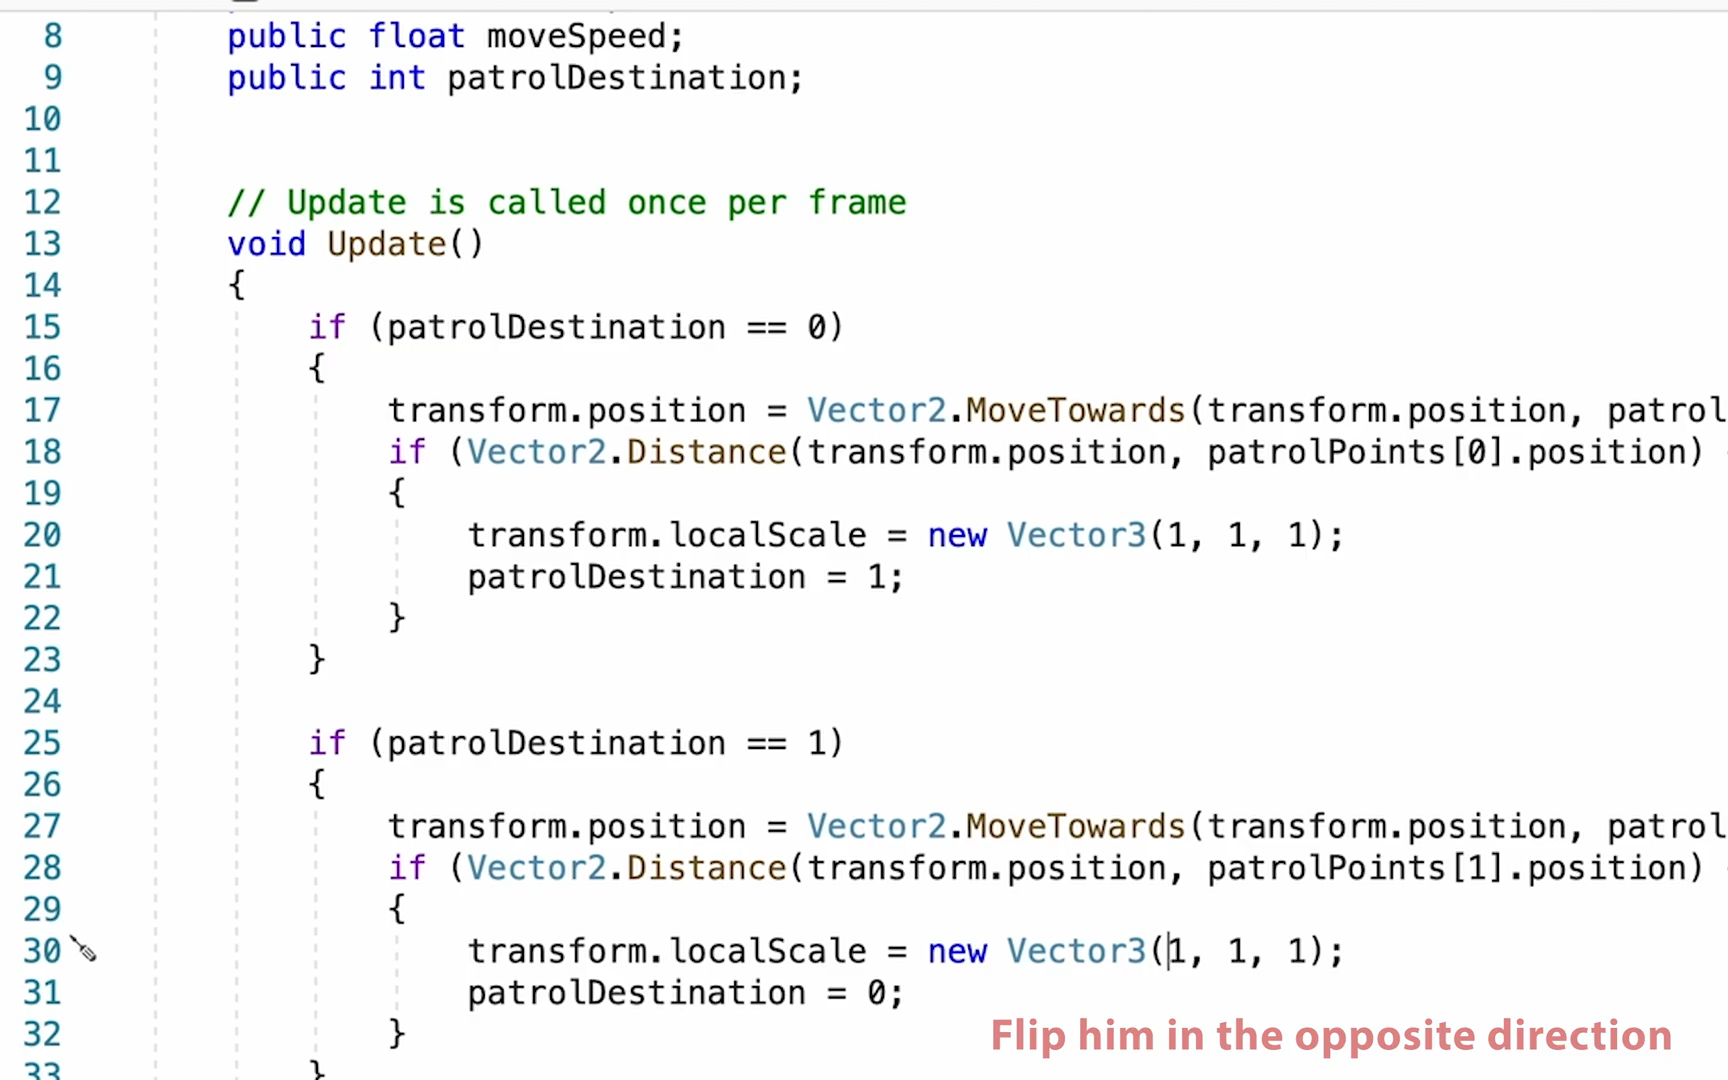 8 public float moveSpeed;
9 public int patrolDestination;
10
11
12 // Update is called once per frame
13 void Update()
14 {
15 if (patrolDestination == 0)
16 {
17 transform.position = Vector2.MoveTowards(transform.position, patrol
18 if (Vector2.Distance(transform.position, patrolPoints[0].position)
19 {
20 transform.localScale = new Vector3(1, 1, 1);
21 patrolDestination = 1;
22 }
23 }
24
25 if (patrolDestination == 1)
26 {
27 transform.position = Vector2.MoveTowards(transform.position, patrol
28 if (Vector2.Distance(transform.position, patrolPoints[1].position)
29 {
30 transform.localScale = new Vector3(1, 1, 1);
31 patrolDestination = 0;
32 }
33 }
Flip him in the opposite direction